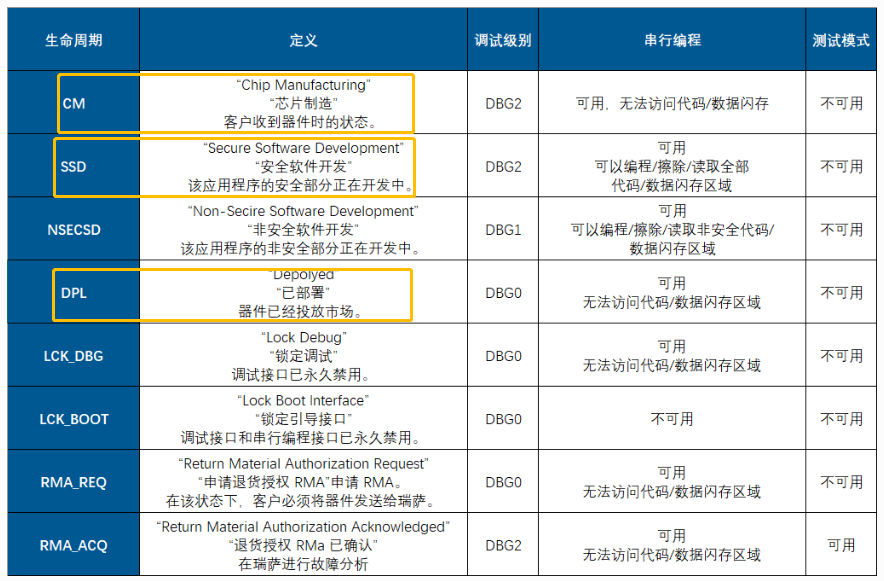 生命周期 定义 调试级别 串行编程 测试模式
CM
“Chip Manufacturing”
“芯片制造”
客户收到器件时的状态。
DBG2
可用，无法访问代码/数据闪存
不可用
SSD
“Secure Software Development”
“安全软件开发”
该应用程序的安全部分正在开发中。
DBG2
可用
可以编程/擦除/读取全部
代码/数据闪存区域
不可用
NSECSD
“Non-Secire Software Development”
“非安全软件开发”
该应用程序的非安全部分正在开发中。
DBG1
可用
可以编程/擦除/读取非安全代码/
数据闪存区域
不可用
DPL
“Depolyed”
“已部署”
器件已经投放市场。
DBG0
可用
无法访问代码/数据闪存区域
不可用
LCK_DBG
“Lock Debug”
“锁定调试”
调试接口已永久禁用。
DBG0
可用
无法访问代码/数据闪存区域
不可用
LCK_BOOT
“Lock Boot Interface”
“锁定引导接口”
调试接口和串行编程接口已永久禁用。
DBG0
不可用
不可用
RMA_REQ
“Return Material Authorization Request”
“申请退货授权 RMA”申请 RMA。
在该状态下，客户必须将器件发送给瑞萨。
DBG0
可用
无法访问代码/数据闪存区域
不可用
RMA_ACQ
“Return Material Authorization Acknowledged”
“退货授权 RMa 已确认”
在瑞萨进行故障分析
DBG2
可用
无法访问代码/数据闪存区域
可用